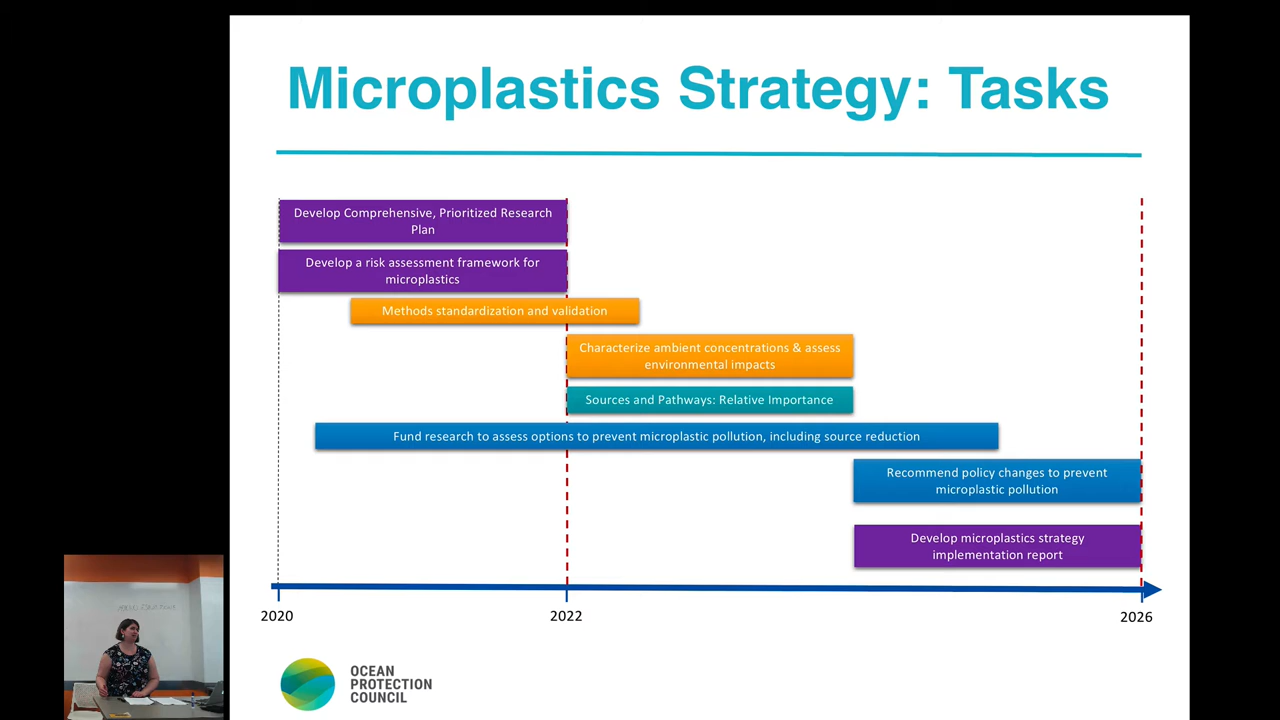 Microplastics Strategy: Tasks
Develop Comprehensive, Prioritized Research
Plan
Develop a risk assessment framework for
microplastics
Methods standardization and validation
Characterize ambient concentrations & assess
environmental impacts
Sources and Pathways: Relative Importance
Fund research to assess options to prevent microplastic pollution, including source reduction
Recommend policy changes to prevent
microplastic pollution
Develop microplastics strategy
implementation report
2020
2022
2026
OCEAN
PROTECTION
COUNCIL